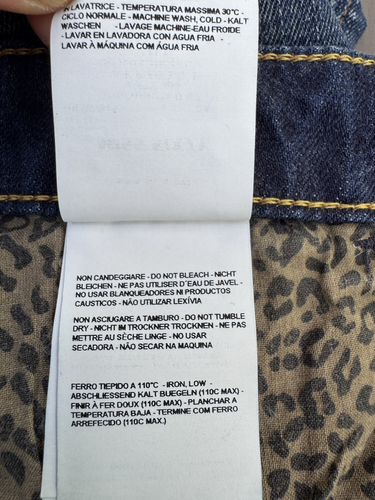 A LAVATRICE - TEMPERATURA MASSIMA 30°C -
CICLO NORMALE - MACHINE WASH, COLD - KALT
WASCHEN - LAVAGE MACHINE-EAU FROIDE
- LAVAR EN LAVADORA CON AGUA FRIA -
LAVAR À MÁQUINA COM ÁGUA FRIA
NON CANDEGGIARE - DO NOT BLEACH - NICHT
BLEICHEN - NE PAS UTILISER D´EAU DE JAVEL -
NO USAR BLANQUEADORES NI PRODUCTOS
CAUSTICOS - NÃO UTILIZAR LEXÍVIA
NON ASCIUGARE A TAMBURO - DO NOT TUMBLE
DRY - NICHT IM TROCKNER TROCKNEN - NE PAS
METTRE AU SÈCHE LINGE - NO USAR
SECADORA - NÃO SECAR NA MAQUINA
FERRO TIEPIDO A 110°C - IRON, LOW -
ABSCHLIESSEND KALT BUEGELN (110C MAX) -
FINIR À FER DOUX (110C MAX) - PLANCHAR A
TEMPERATURA BAJA - TERMINE COM FERRO
ARREFECIDO (110C MAX.)